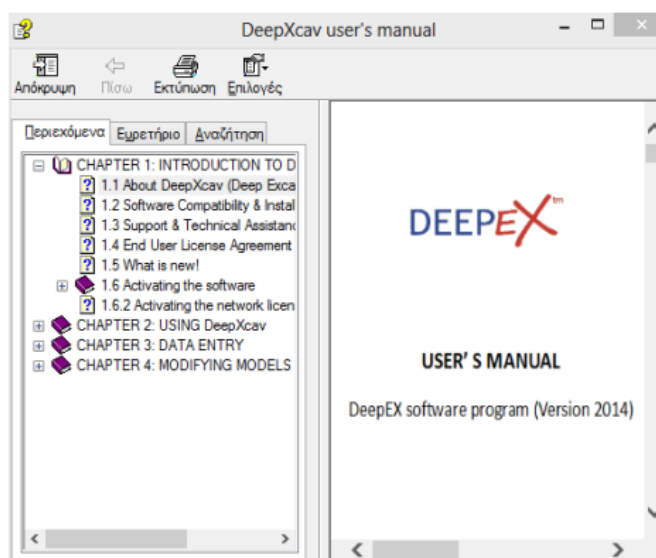 DeepXcav user's manual
Απόκρυψη Πίσω Εκτύπωση Επιλογές
Περιεχόμενα Ευρετήριο Αναζήτηση
CHAPTER 1: INTRODUCTION TO D
1.1 About DeepXcav (Deep Exca
1.2 Software Compatibility & Instal
1.3 Support & Technical Assistanc
1.4 End User License Agreement
1.5 What is new!
1.6 Activating the software
1.6.2 Activating the network licen
CHAPTER 2: USING DeepXcav
CHAPTER 3: DATA ENTRY
CHAPTER 4: MODIFYING MODELS
DEEPEX™
USER' S MANUAL
DeepEX software program (Version 2014)